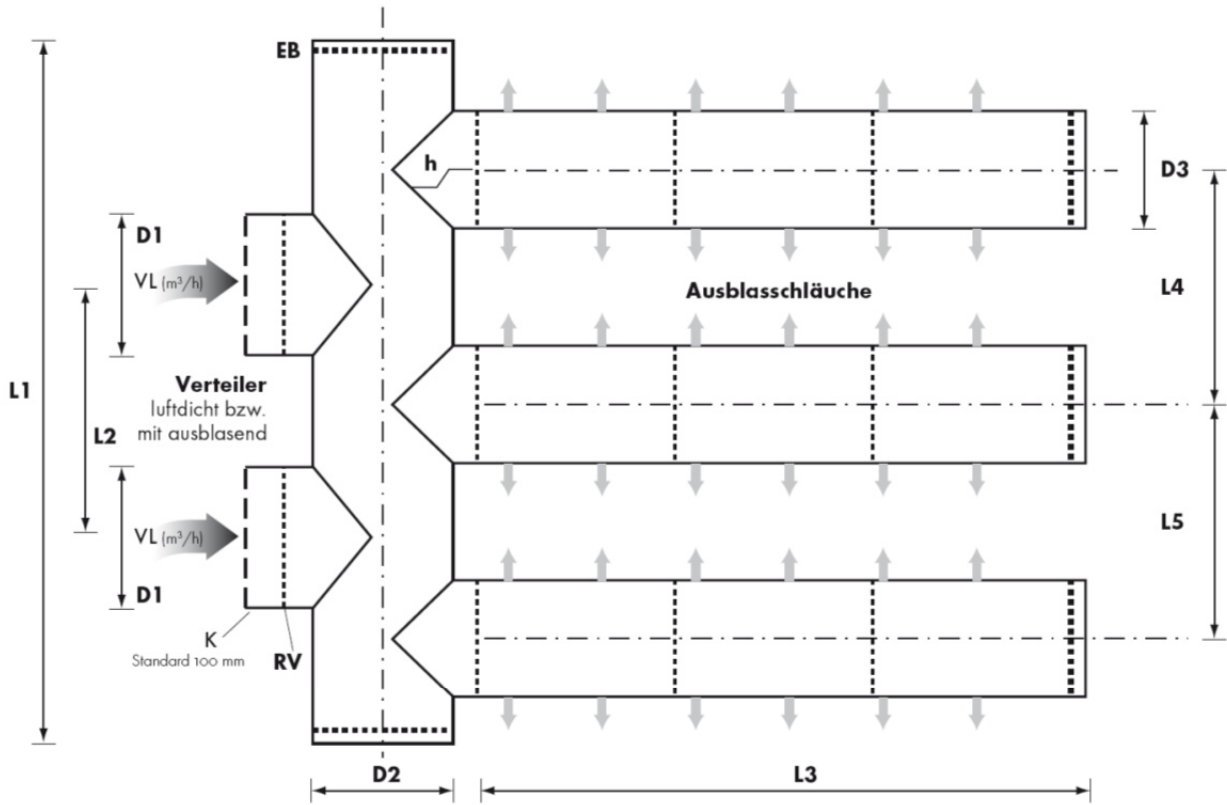 EB
h
D3
D1
VL (m³/h)
Ausblasschläuche
L4
L1
Verteiler
luftdicht bzw.
mit ausblasend
L2
VL (m³/h)
L5
D1
K
Standard 100 mm
RV
D2
L3